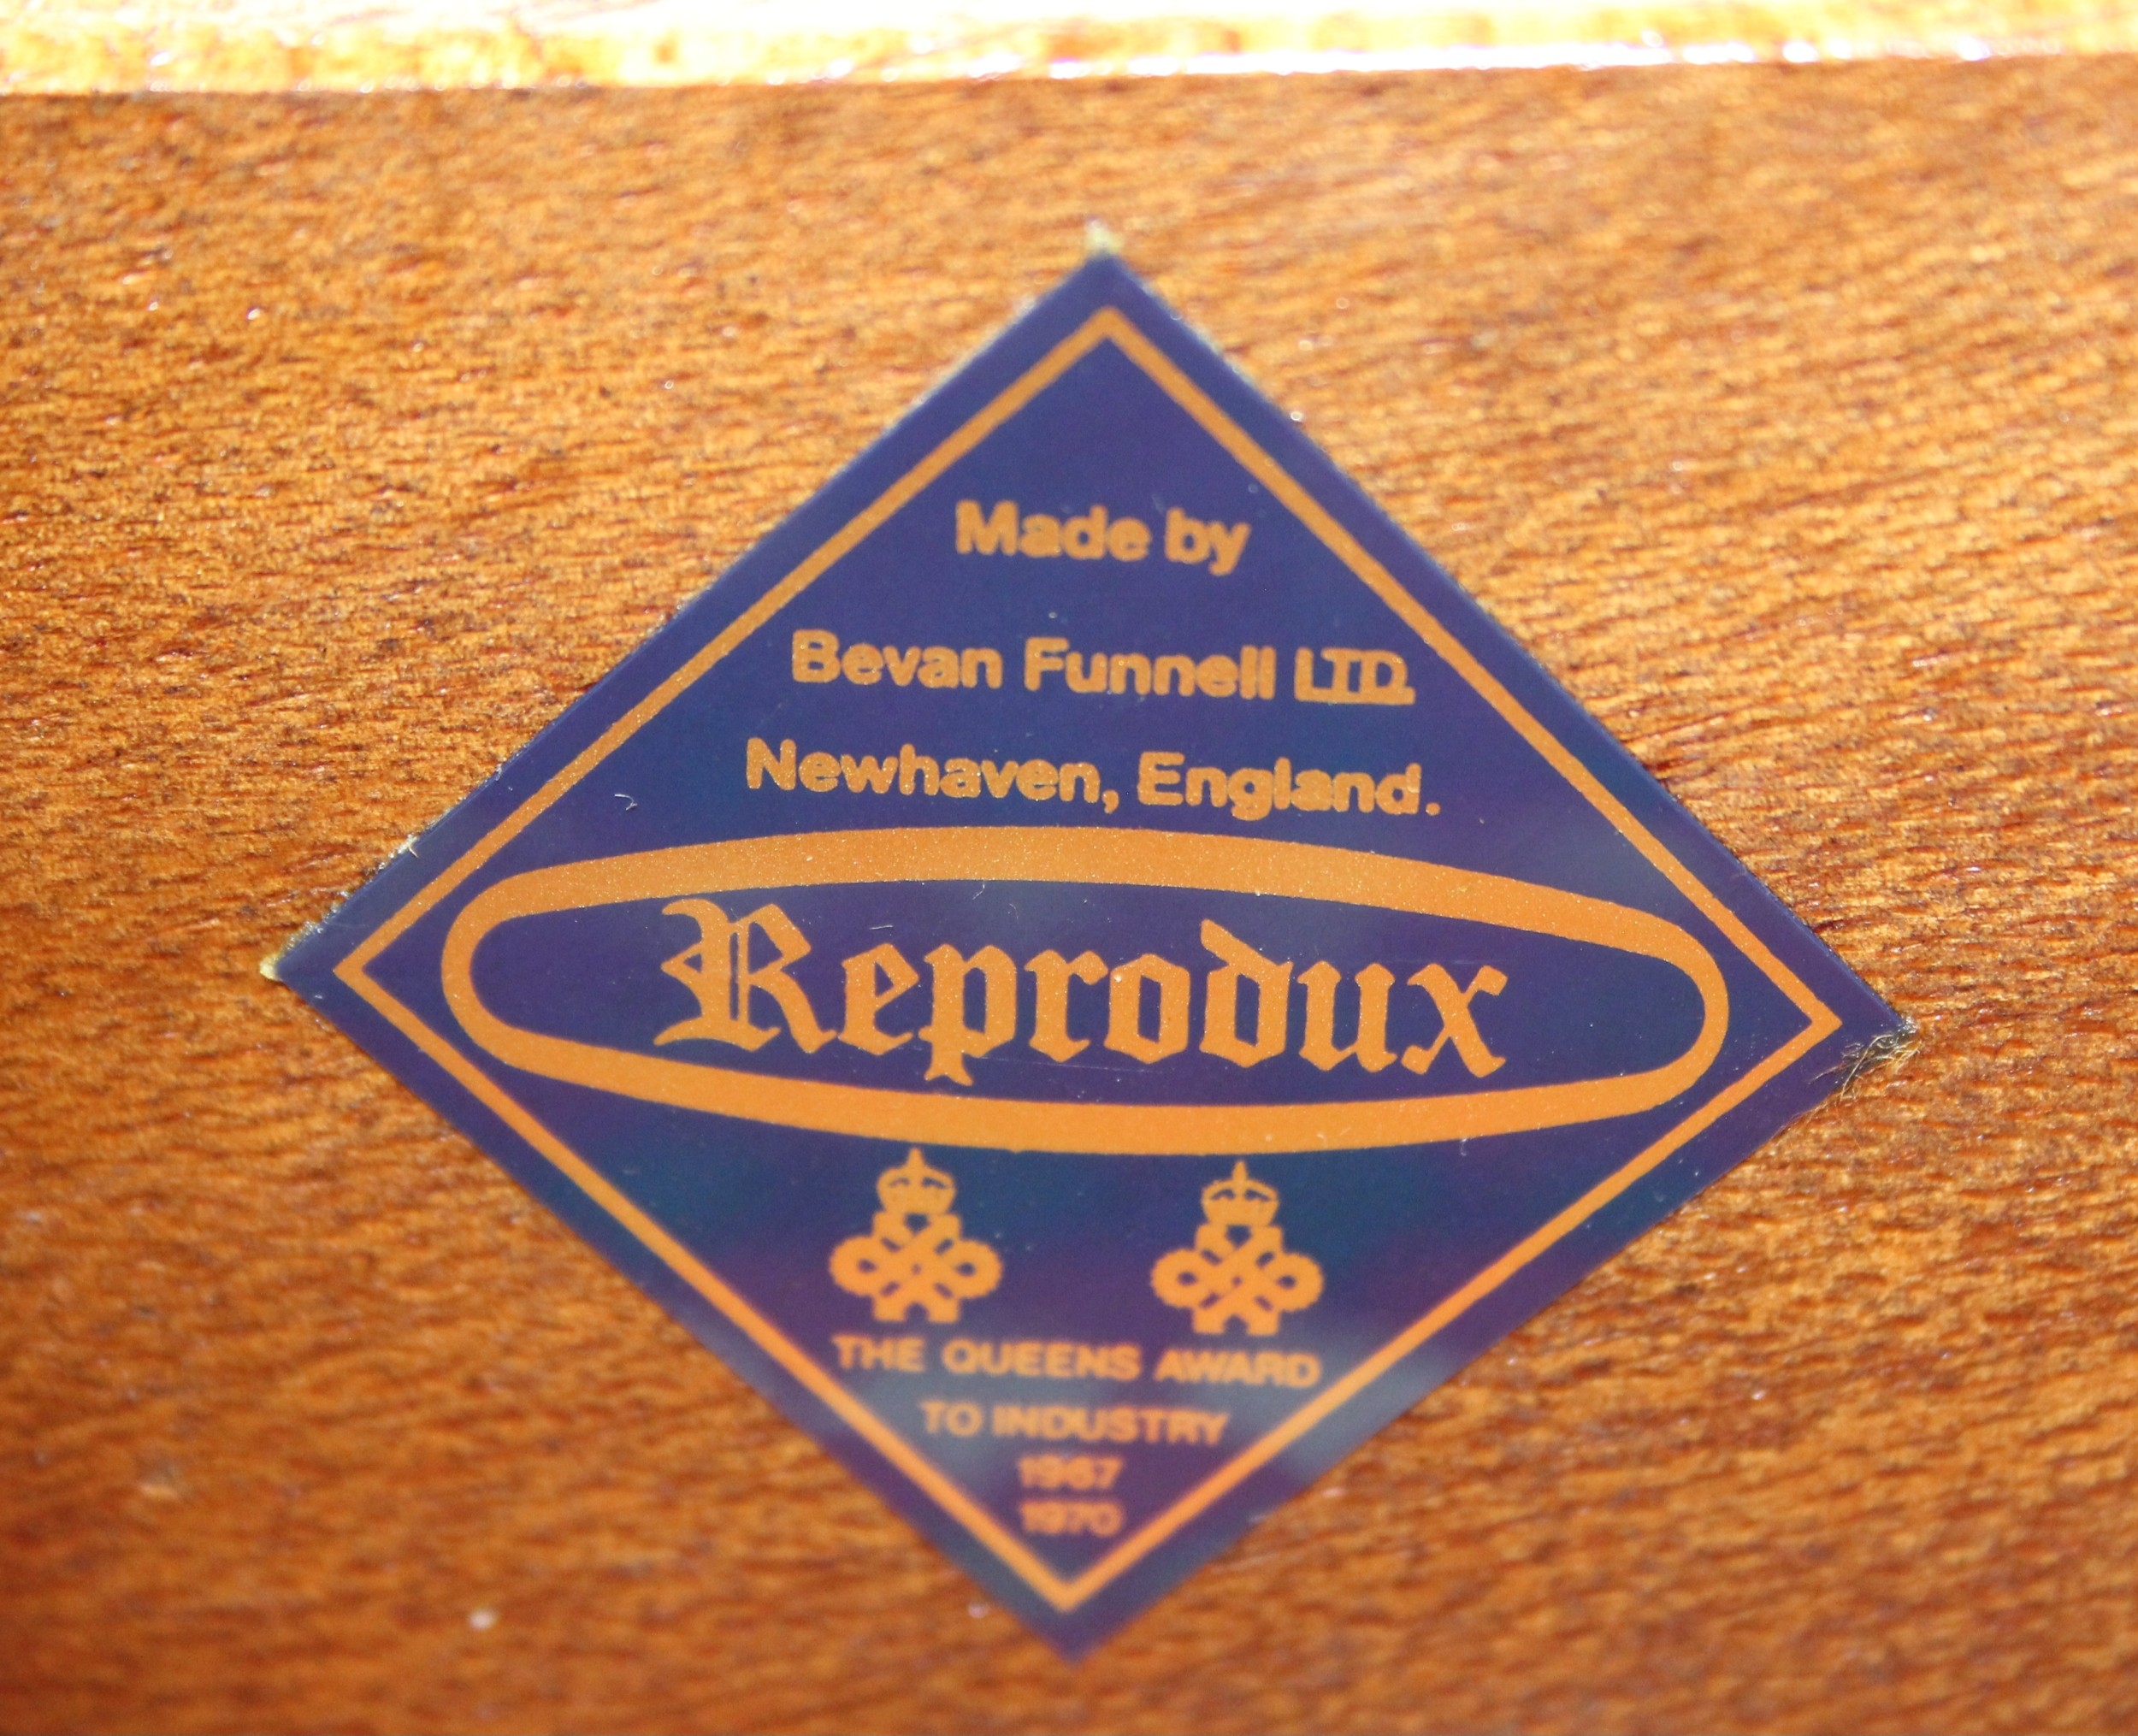 Made by
Bevan Funnell LTD.
Newhaven, England.
Reprodux
THE QUEENS AWARD
TO INDUSTRY
1967
1970